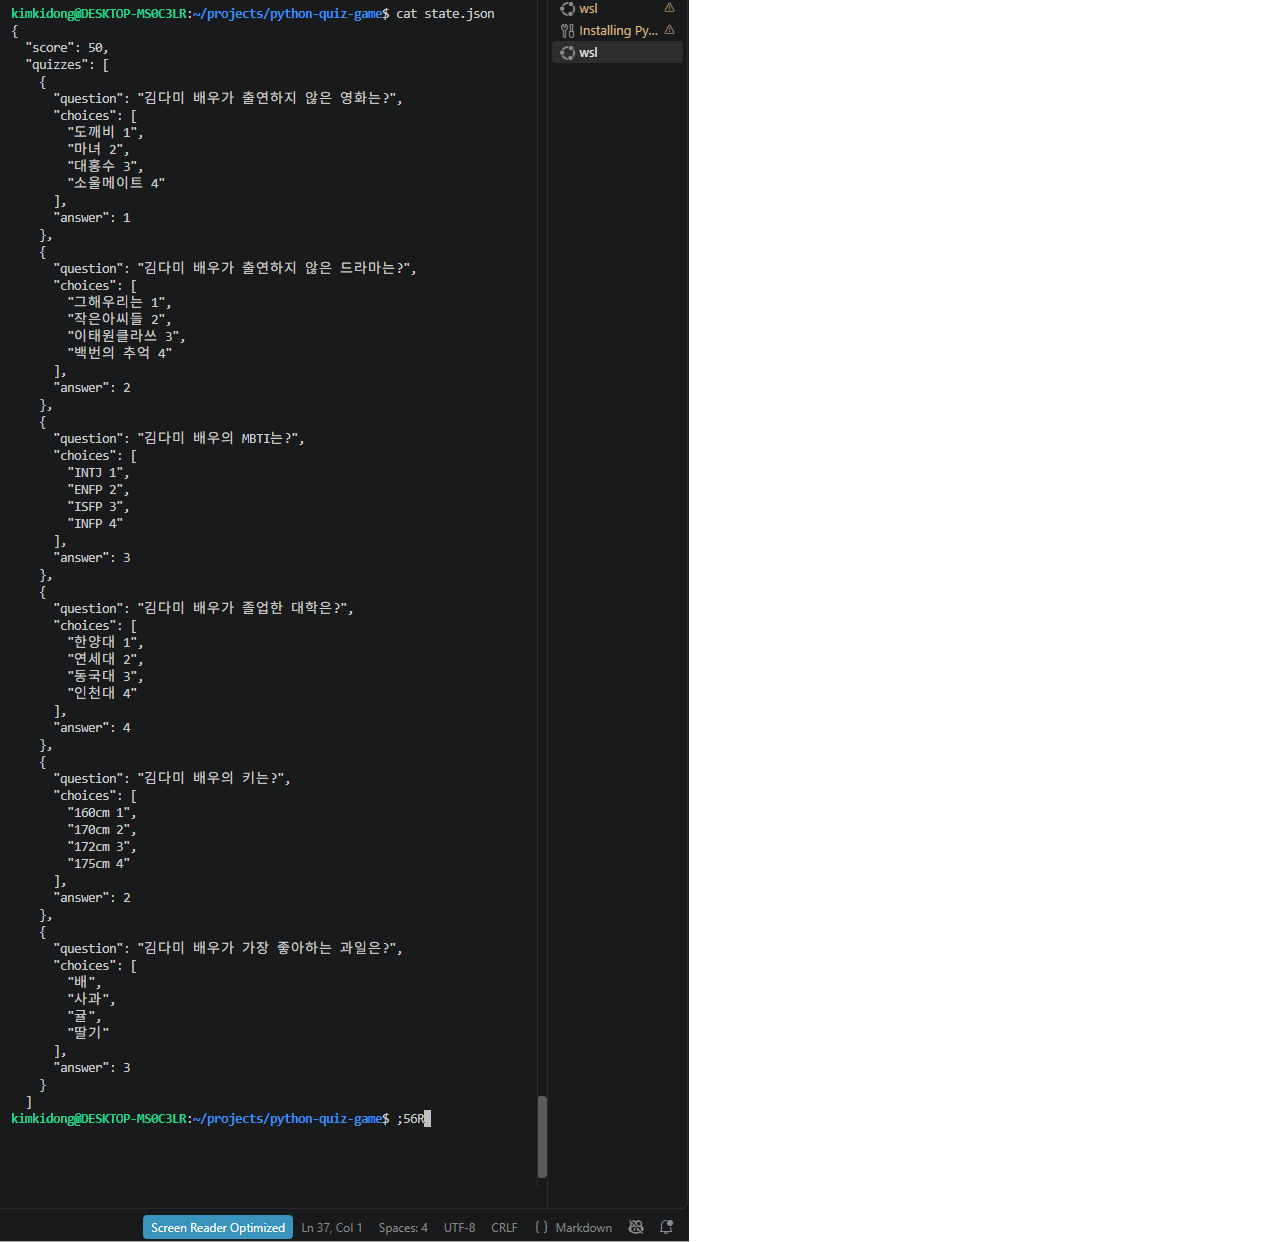 kimkidong@DESKTOP-MS0C3LR:~/projects/python-quiz-game$ cat state.json
{
  "score": 50,
  "quizzes": [
    {
      "question": "김다미 배우가 출연하지 않은 영화는?",
      "choices": [
        "도깨비 1",
        "마녀 2",
        "대홍수 3",
        "소울메이트 4"
      ],
      "answer": 1
    },
    {
      "question": "김다미 배우가 출연하지 않은 드라마는?",
      "choices": [
        "그해우리는 1",
        "작은아씨들 2",
        "이태원클라쓰 3",
        "백번의 추억 4"
      ],
      "answer": 2
    },
    {
      "question": "김다미 배우의 MBTI는?",
      "choices": [
        "INTJ 1",
        "ENFP 2",
        "ISFP 3",
        "INFP 4"
      ],
      "answer": 3
    },
    {
      "question": "김다미 배우가 졸업한 대학은?",
      "choices": [
        "한양대 1",
        "연세대 2",
        "동국대 3",
        "인천대 4"
      ],
      "answer": 4
    },
    {
      "question": "김다미 배우의 키는?",
      "choices": [
        "160cm 1",
        "170cm 2",
        "172cm 3",
        "175cm 4"
      ],
      "answer": 2
    },
    {
      "question": "김다미 배우가 가장 좋아하는 과일은?",
      "choices": [
        "배",
        "사과",
        "귤",
        "딸기"
      ],
      "answer": 3
    }
  ]
kimkidong@DESKTOP-MS0C3LR:~/projects/python-quiz-game$ ;56R
wsl
Installing Py...
wsl
Screen Reader Optimized Ln 37, Col 1 Spaces: 4 UTF-8 CRLF { } Markdown